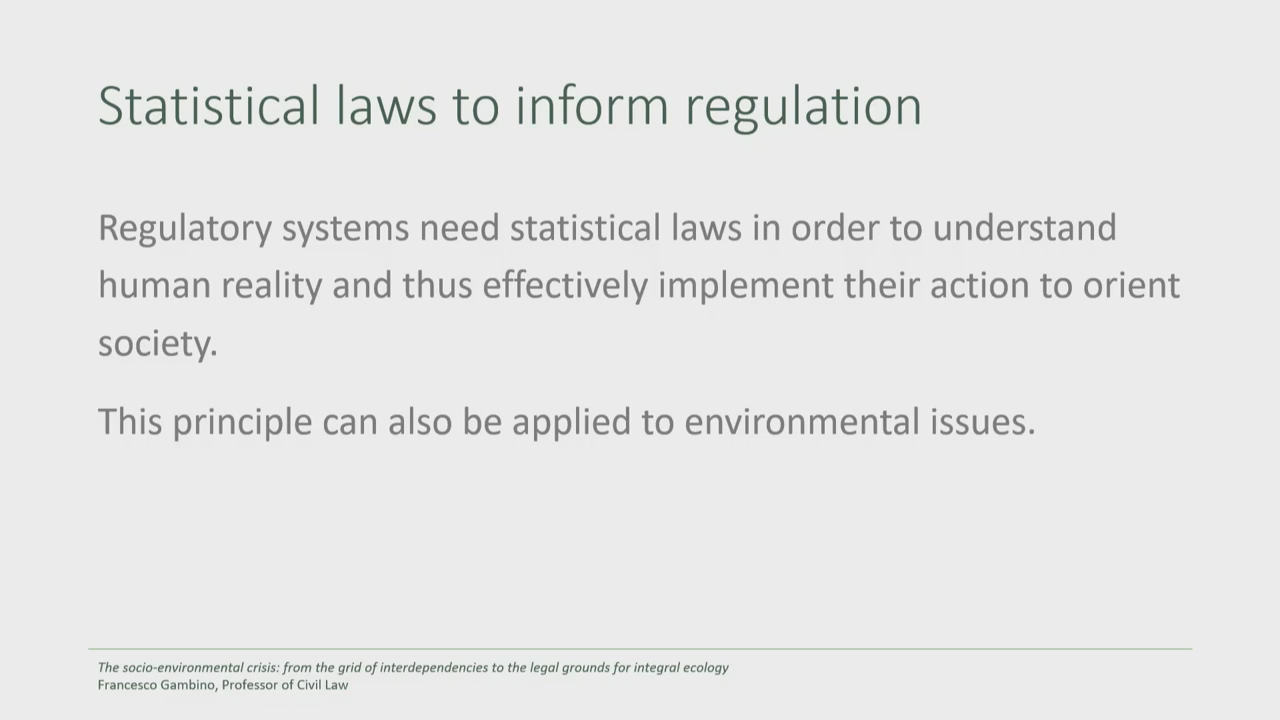 Statistical laws to inform regulation
Regulatory systems need statistical laws in order to understand
human reality and thus effectively implement their action to orient
society.
This principle can also be applied to environmental issues.
The socio-environmental crisis: from the grid of interdependencies to the legal grounds for integral ecology
Francesco Gambino, Professor of Civil Law